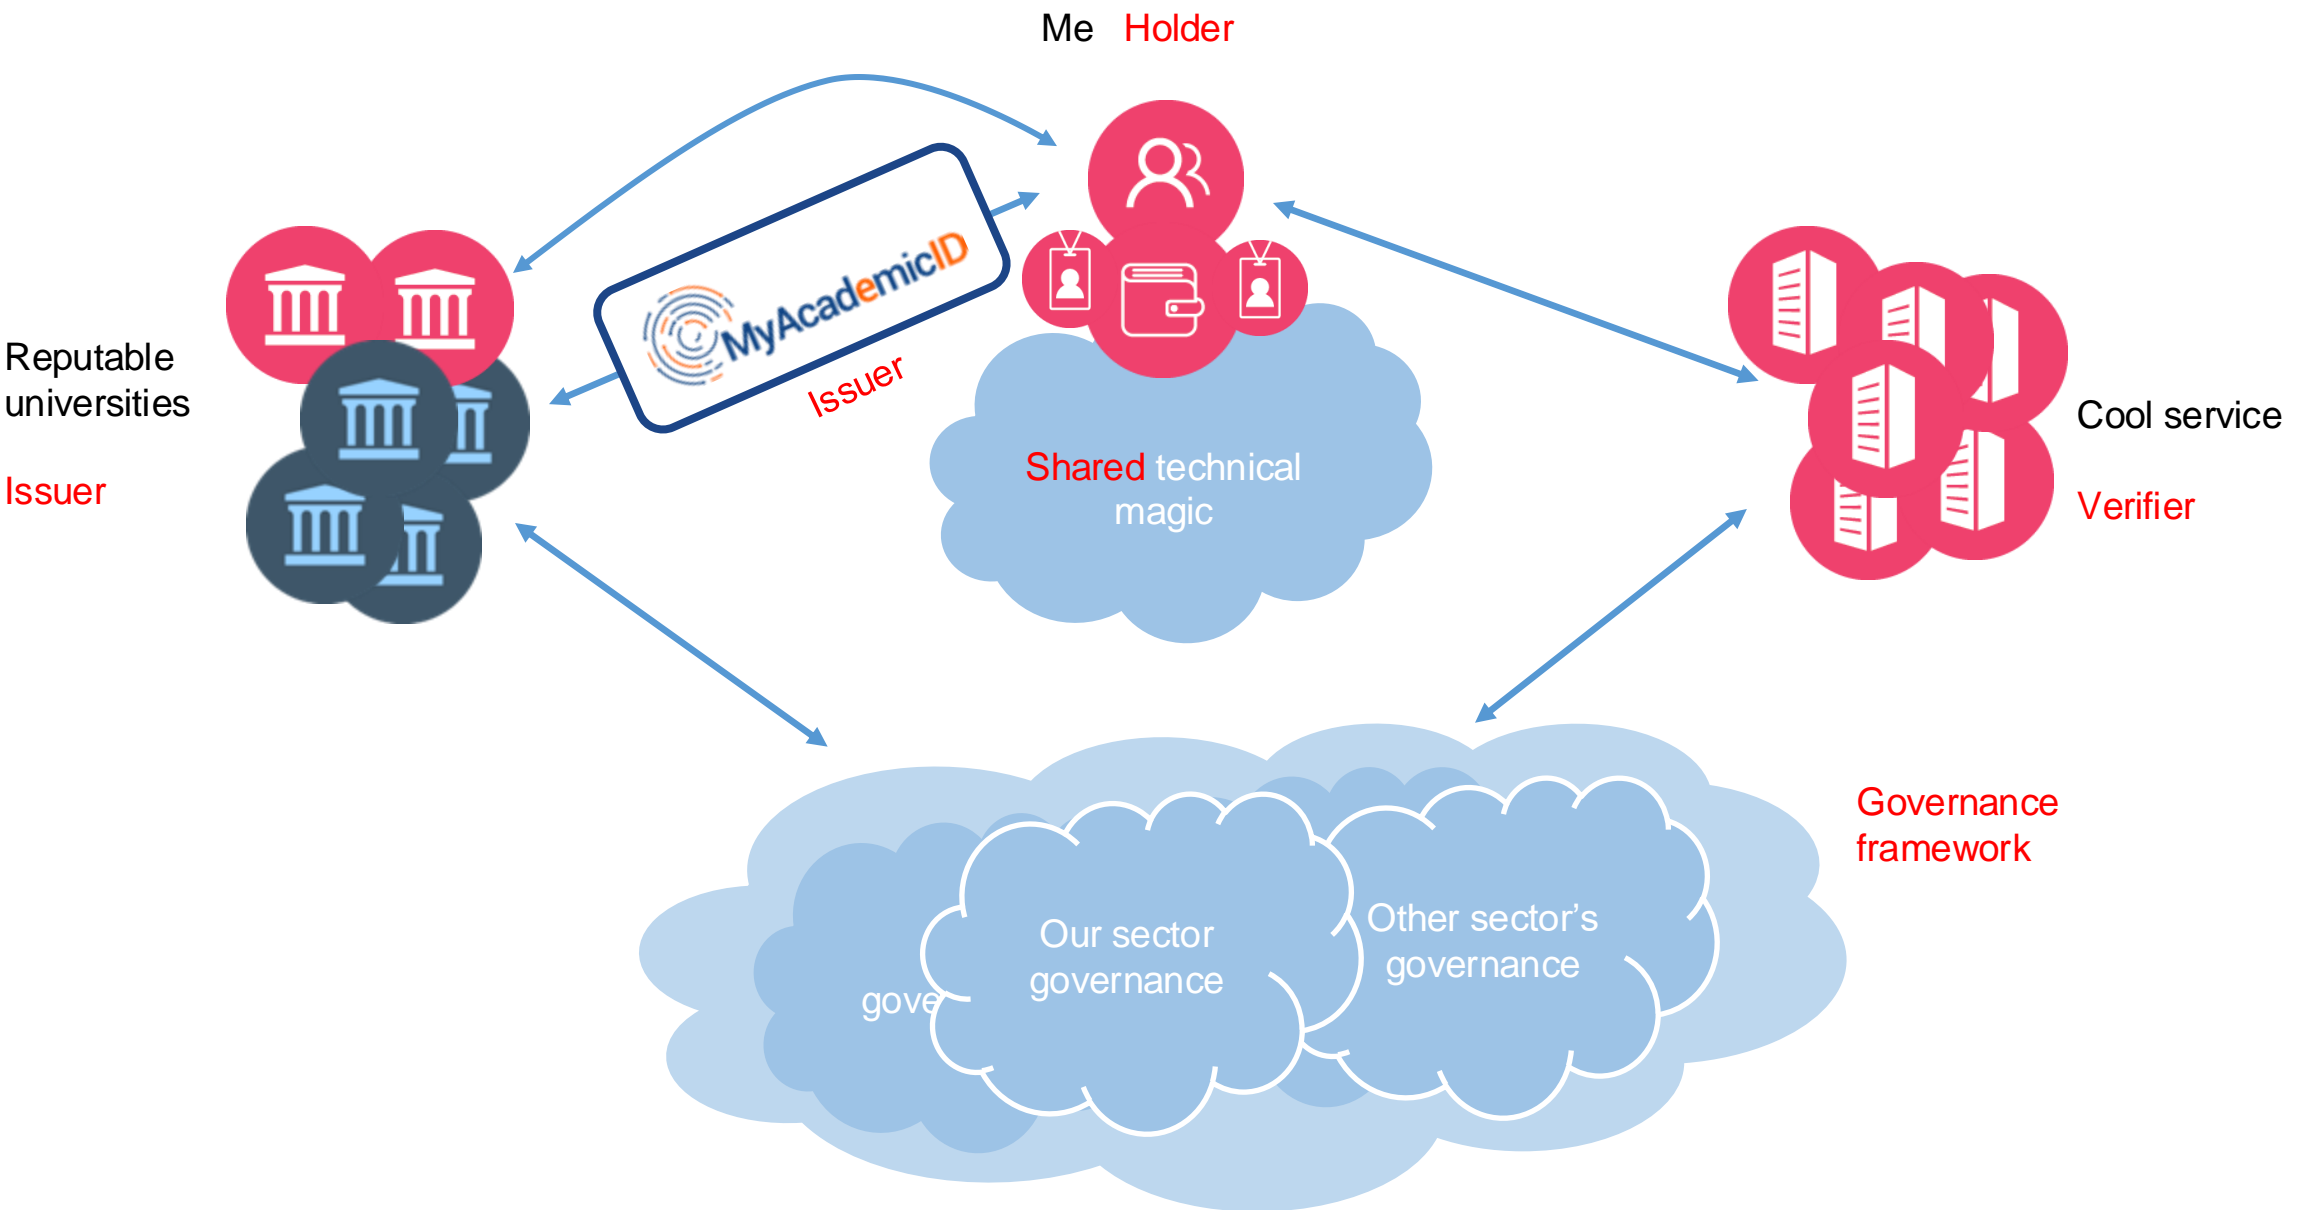 Me Holder
MyAcademicID
Issuer
Reputable
universities
Issuer
Shared technical
magic
Cool service
Verifier
Governance
framework
Our sector
governance
Other sector’s
governance